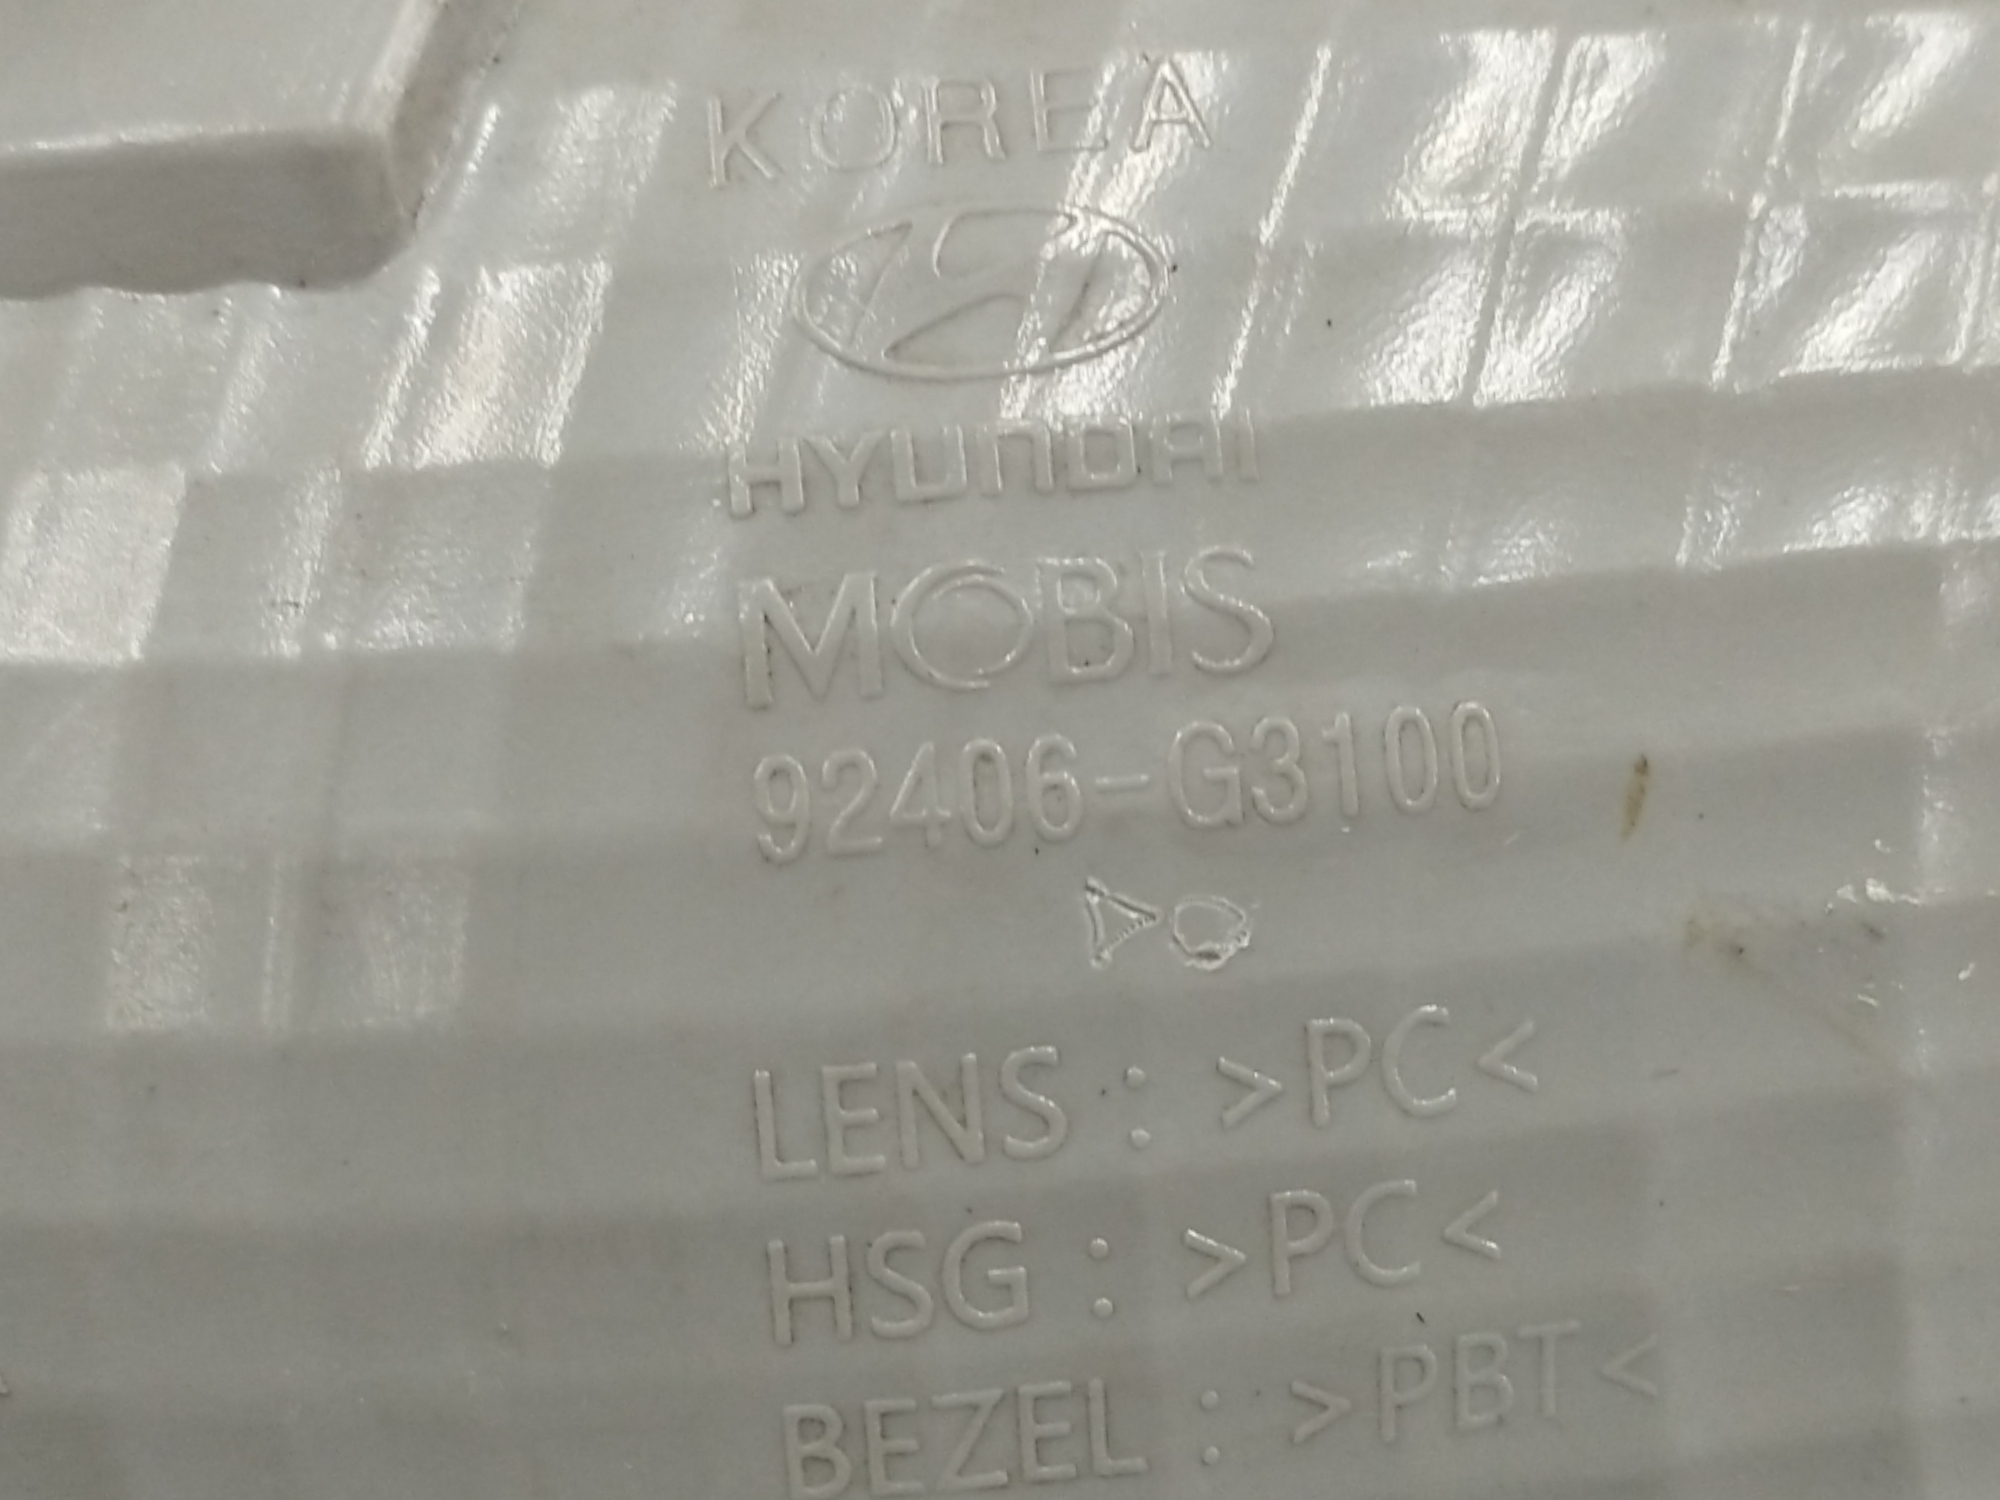 KOREA
HYUNDAI
MOBIS
92406-G3100
LENS : >PC<
HSG : >PC<
BEZEL : >PBT<